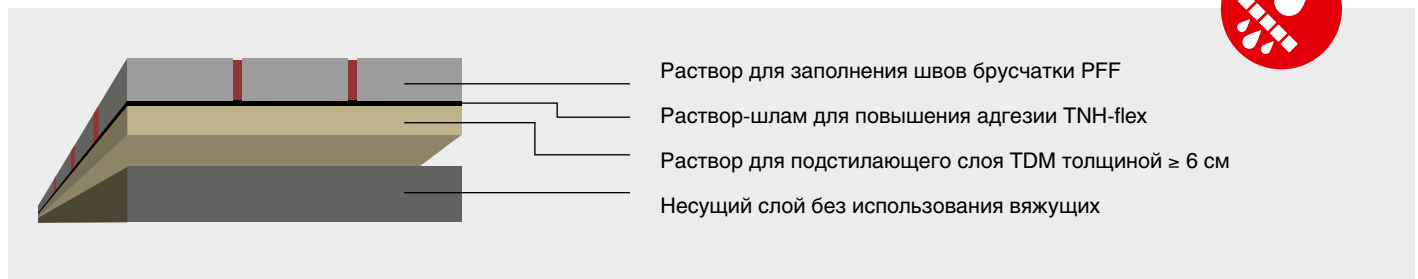 Раствор для заполнения швов брусчатки PFF
Раствор-шлам для повышения адгезии TNH-flex
Раствор для подстилающего слоя TDM толщиной ≥ 6 см
Несущий слой без использования вяжущих